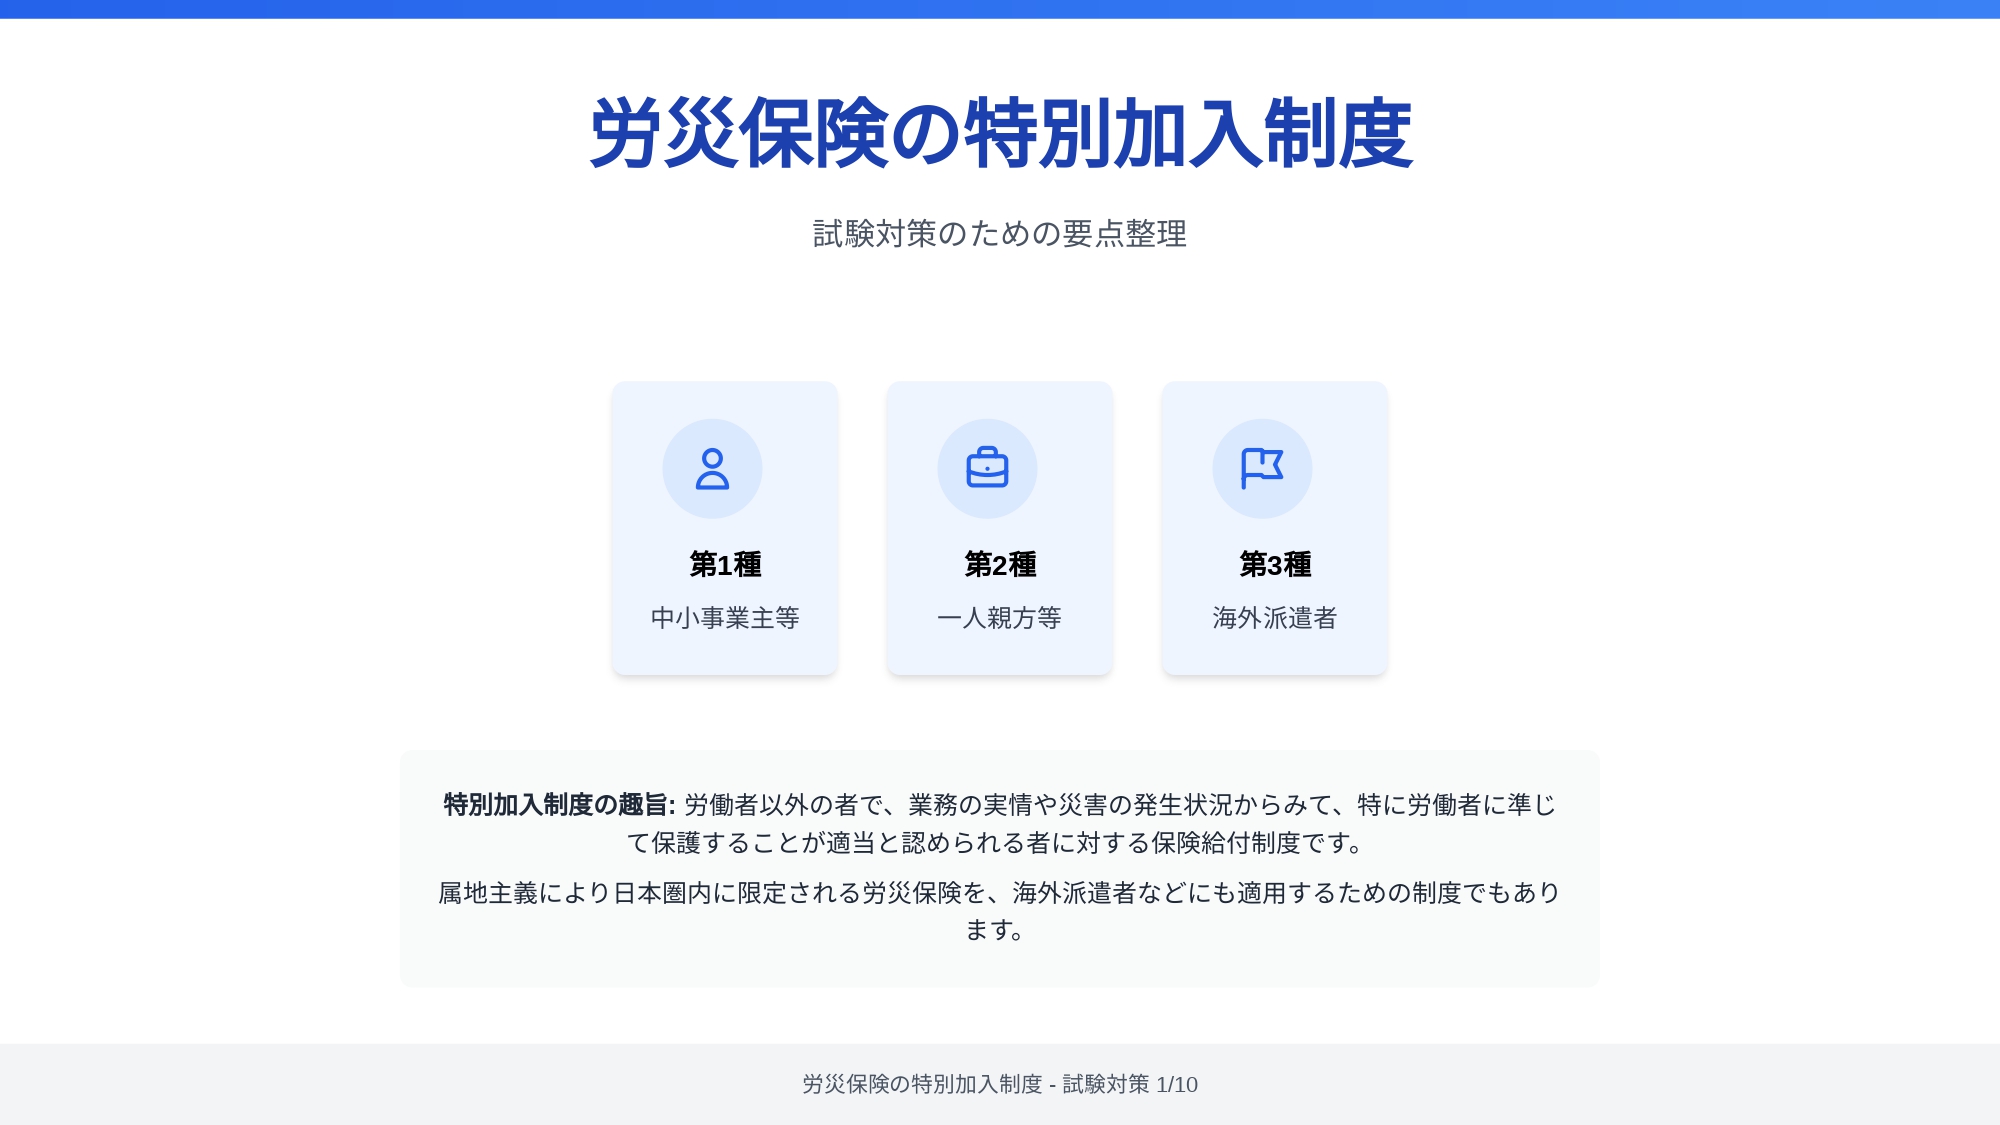 労災保険の特別加入制度
試験対策のための要点整理
第1種
中小事業主等
第2種
一人親方等
第3種
海外派遣者
特別加入制度の趣旨: 労働者以外の者で、業務の実情や災害の発生状況からみて、特に労働者に準じ
て保護することが適当と認められる者に対する保険給付制度です。
属地主義により日本圏内に限定される労災保険を、海外派遣者などにも適用するための制度でもあり
ます。
労災保険の特別加入制度 - 試験対策 1/10